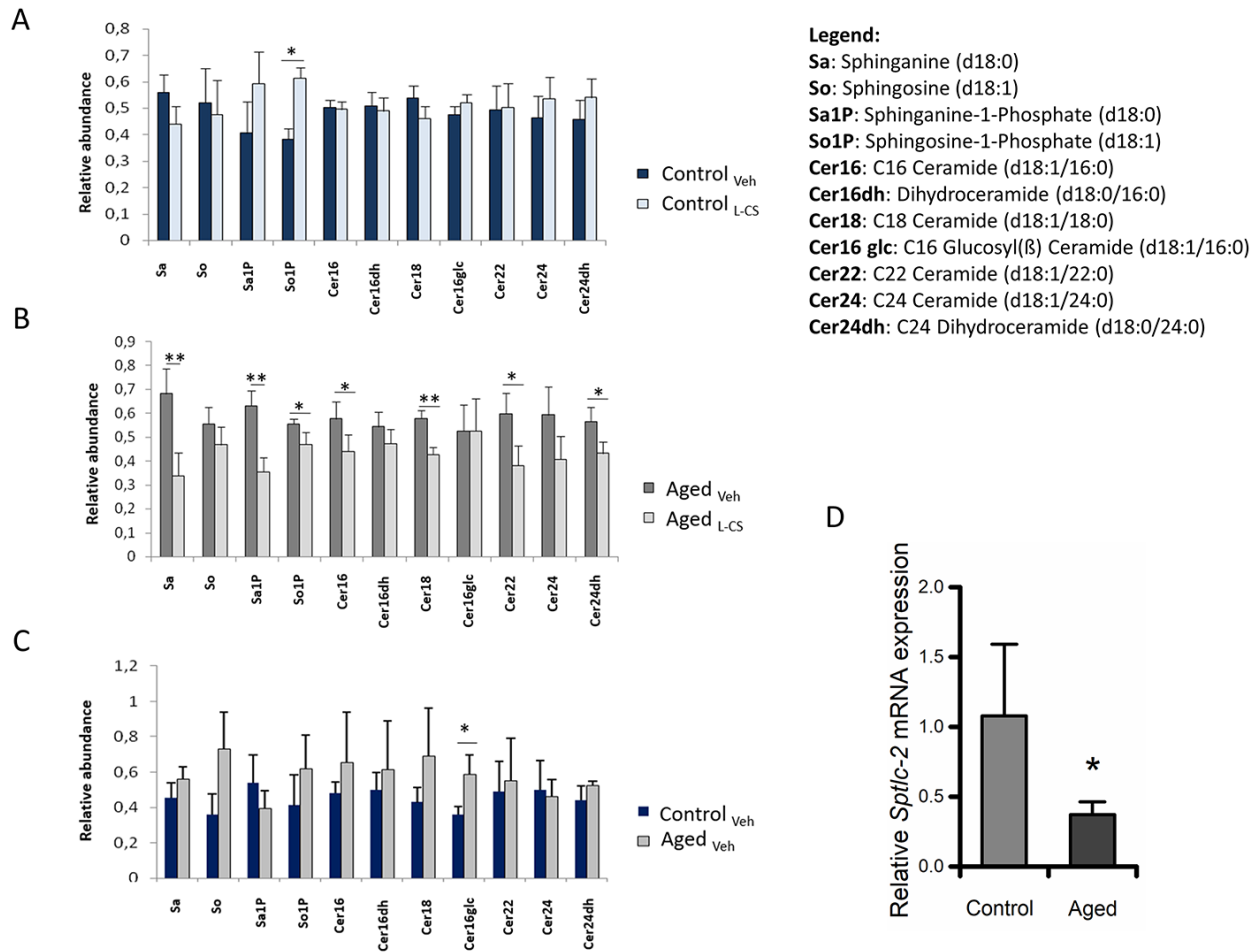 A
Relative abundance
0,8
0,7
0,6
0,5
0,4
0,3
0,2
0,1
0
*
Sa
So
Sa1P
So1P
Cer16
Cer16dh
Cer18
Cer16glc
Cer22
Cer24
Cer24dh
Control Veh
Control L-CS
Legend:
Sa: Sphinganine (d18:0)
So: Sphingosine (d18:1)
Sa1P: Sphinganine-1-Phosphate (d18:0)
So1P: Sphingosine-1-Phosphate (d18:1)
Cer16: C16 Ceramide (d18:1/16:0)
Cer16dh: Dihydroceramide (d18:0/16:0)
Cer18: C18 Ceramide (d18:1/18:0)
Cer16 glc: C16 Glucosyl(ß) Ceramide (d18:1/16:0)
Cer22: C22 Ceramide (d18:1/22:0)
Cer24: C24 Ceramide (d18:1/24:0)
Cer24dh: C24 Dihydroceramide (d18:0/24:0)
B
Relative abundance
0,9
0,8
0,7
0,6
0,5
0,4
0,3
0,2
0,1
0
**
**
*
*
**
*
*
Sa
So
Sa1P
So1P
Cer16
Cer16dh
Cer18
Cer16glc
Cer22
Cer24
Cer24dh
Aged Veh
Aged L-CS
C
Relative abundance
1,2
1
0,8
0,6
0,4
0,2
0
*
Sa
So
Sa1P
So1P
Cer16
Cer16dh
Cer18
Cer16glc
Cer22
Cer24
Cer24dh
Control Veh
Aged Veh
D
Relative Sptlc-2 mRNA expression
2.0
1.5
1.0
0.5
0.0
*
Control
Aged